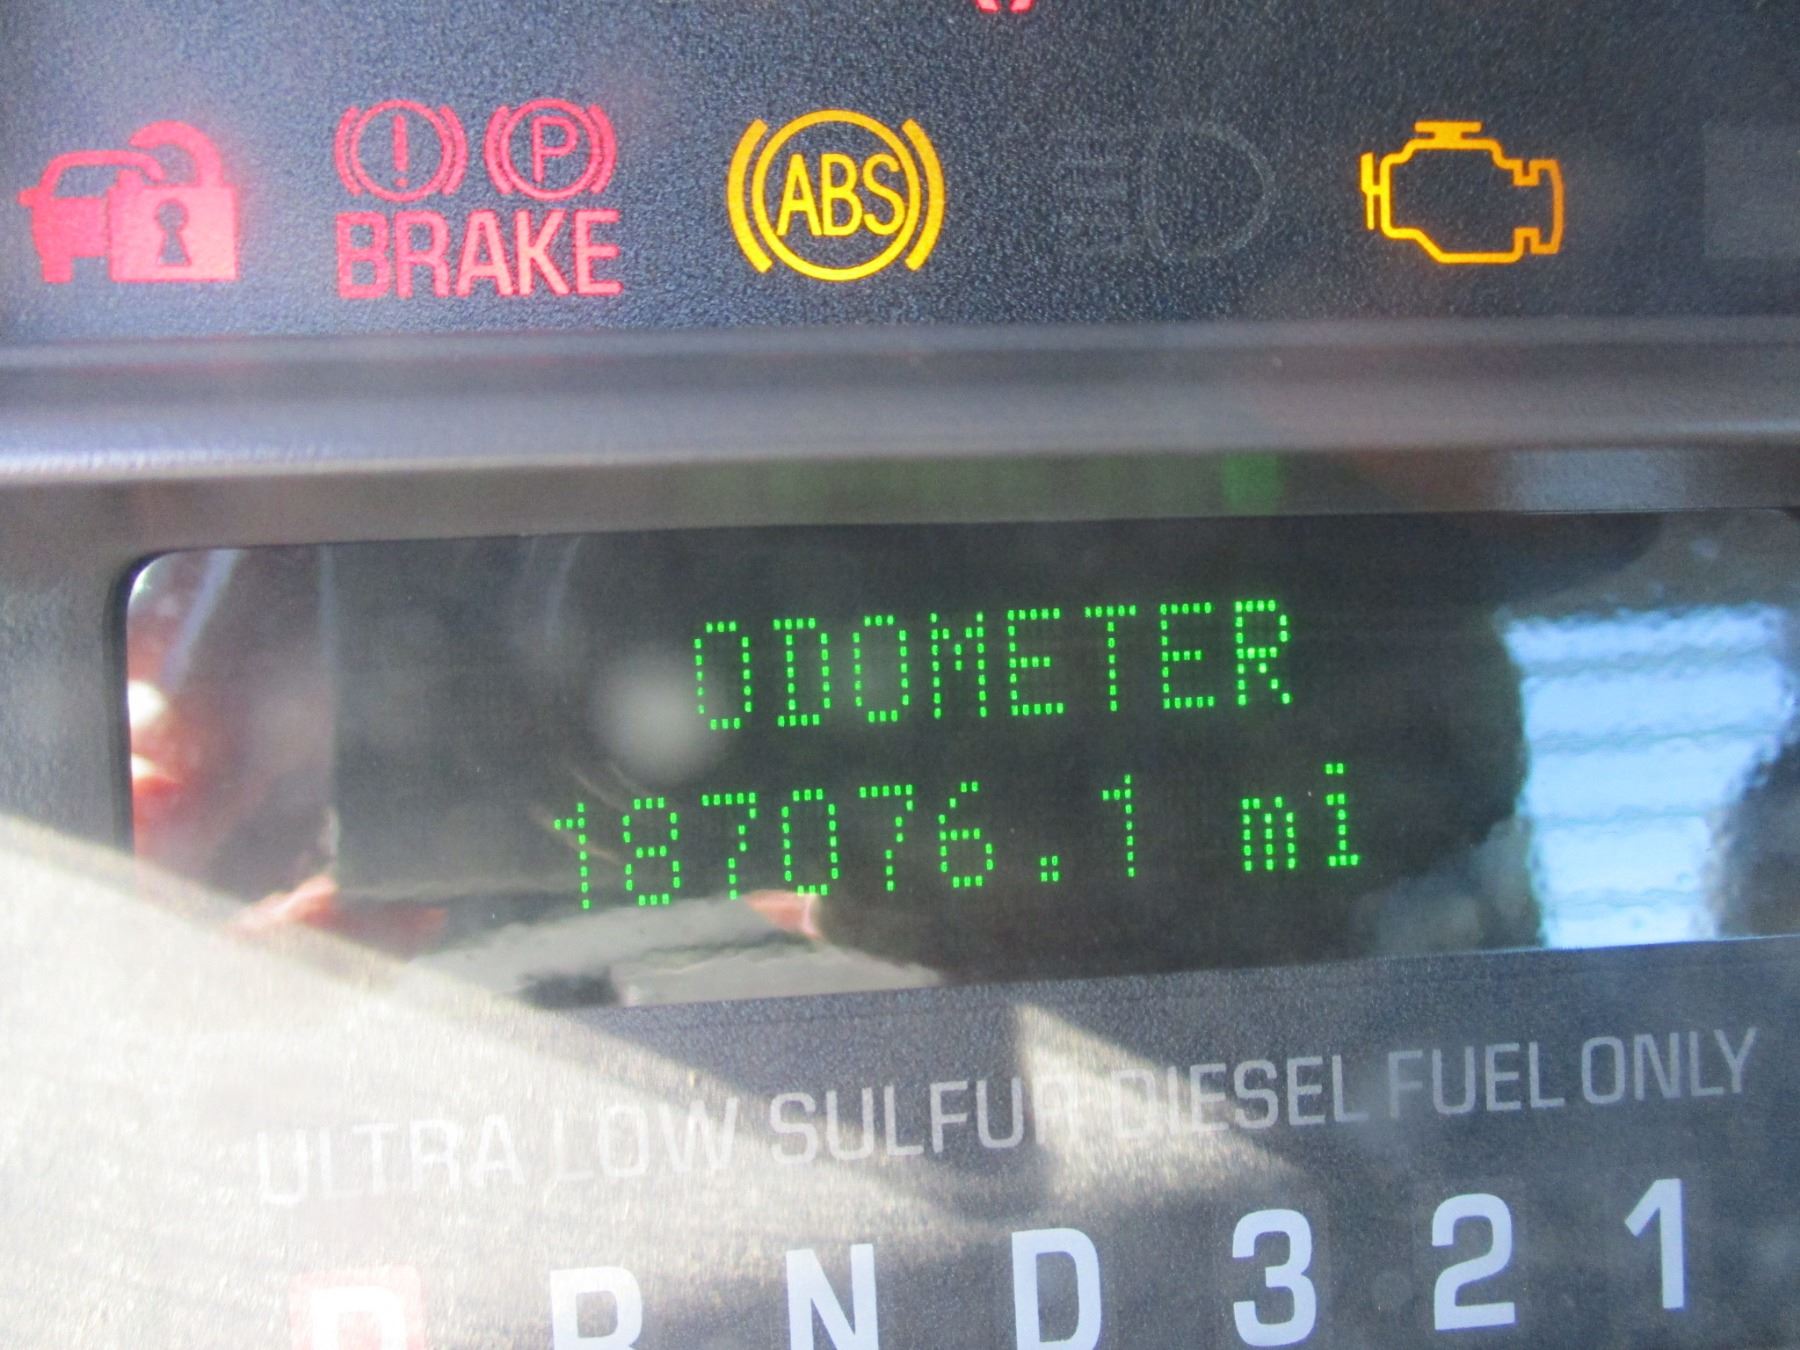 P
BRAKE
ABS
ODOMETER
187076.1 mi
ULTRA LOW SULFUR DIESEL FUEL ONLY
P R N D 3 2 1